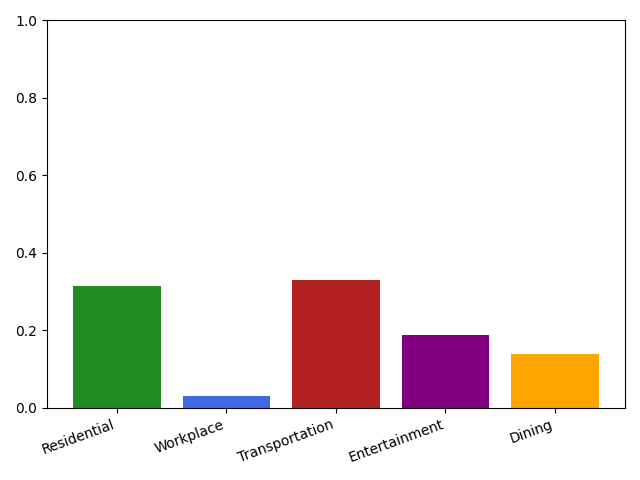 1.0
0.8
0.6
0.4
0.2
0.0
Residential
Workplace
Transportation
Entertainment
Dining